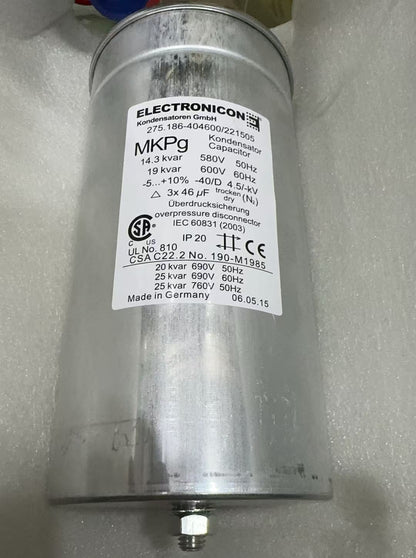 ELECTRONICON
Kondensatoren GmbH
275.186-404600/221505
MKPg Kondensator
Capacitor
14.3 kvar 580V 50Hz
19 kvar 600V 60Hz
-5...+10% -40/D 4.5/-kV
△ 3x 46 µF trocken (N₂)
dry
Überdrucksicherung
overpressure disconnector
IEC 60831 (2003)
CSA
C US IP 20 CE
UL No. 810
CSA C22.2 No. 190-M1985
20 kvar 690V 50Hz
25 kvar 690V 60Hz
25 kvar 760V 50Hz
Made in Germany 06.05.15